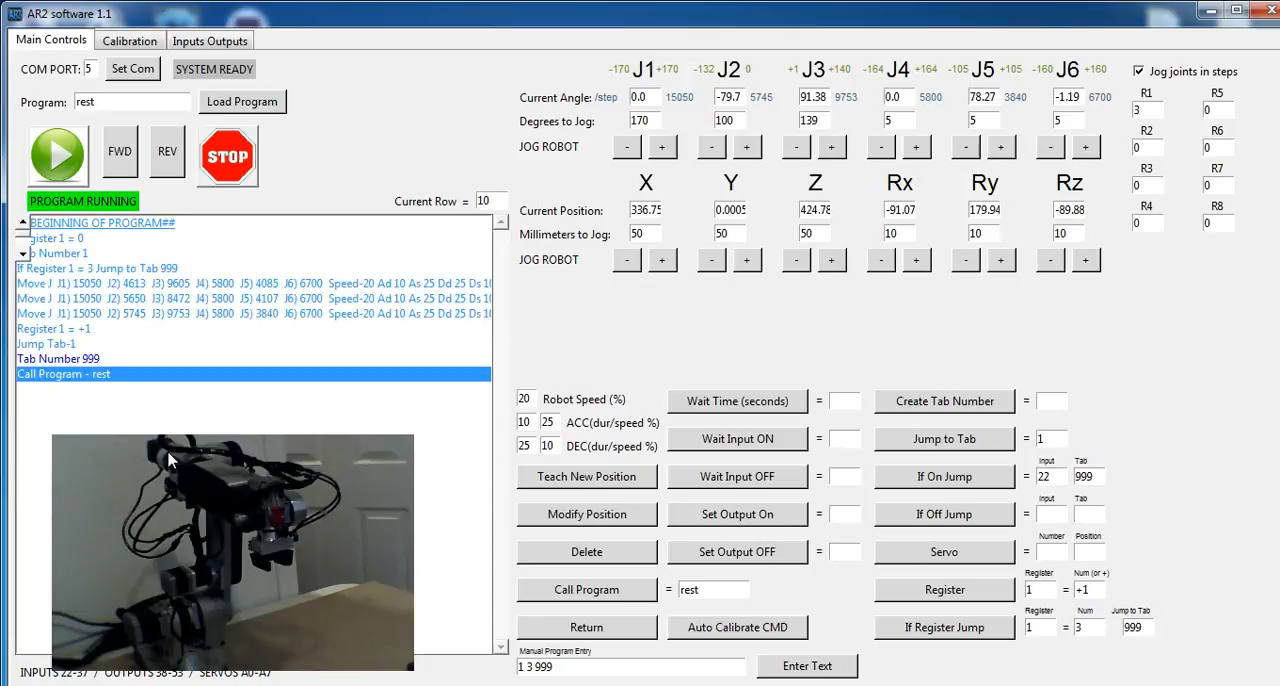 AR2 software 1.1
Main Controls Calibration Inputs Outputs
COM PORT: 5 Set Com SYSTEM READY
Program: rest Load Program
FWD REV STOP
PROGRAM RUNNING
Current Row = 10
BEGINNING OF PROGRAM##
gister 1 = 0
b Number 1
If Register 1 = 3 Jump to Tab 999
Move J J1) 15050 J2) 4613 J3) 9605 J4) 5800 J5) 4085 J6) 6700 Speed-20 Ad 10 As 25 Dd 25 Ds 10
Move J J1) 15050 J2) 5650 J3) 8472 J4) 5800 J5) 4107 J6) 6700 Speed-20 Ad 10 As 25 Dd 25 Ds 10
Move J J1) 15050 J2) 5745 J3) 9753 J4) 5800 J5) 3840 J6) 6700 Speed-20 Ad 10 As 25 Dd 25 Ds 10
Register 1 = +1
Jump Tab-1
Tab Number 999
Call Program - rest
INPUTS 22-37 / OUTPUTS 38-53 / SERVOS A0-A7
-170 J1 +170 -132 J2 0 +1 J3 +140 -164 J4 +164 -105 J5 +105 -160 J6 +160
Current Angle: /step 0.0 15050 -79.7 5745 91.38 9753 0.0 5800 78.27 3840 -1.19 6700
Degrees to Jog: 170 100 139 5 5 5
JOG ROBOT - + - + - + - + - + - +
X Y Z Rx Ry Rz
Current Position: 336.75 0.0005 424.78 -91.07 179.94 -89.88
Millimeters to Jog: 50 50 50 10 10 10
JOG ROBOT - + - + - + - + - + - +
Jog joints in steps
R1 R5
3 0
R2 R6
0 0
R3 R7
0 0
R4 R8
0 0
20 Robot Speed (%)
10 25 ACC(dur/speed %)
25 10 DEC(dur/speed %)
Teach New Position
Modify Position
Delete
Call Program = rest
Return
Manual Program Entry
1 3 999 Enter Text
Wait Time (seconds) =
Wait Input ON =
Wait Input OFF =
Set Output On =
Set Output OFF =
Auto Calibrate CMD
Create Tab Number =
Jump to Tab = 1
Input Tab
If On Jump = 22 999
Input Tab
If Off Jump =
Number Position
Servo =
Register Num (or +)
Register 1 = +1
Register Num Jump to Tab
If Register Jump 1 = 3 999